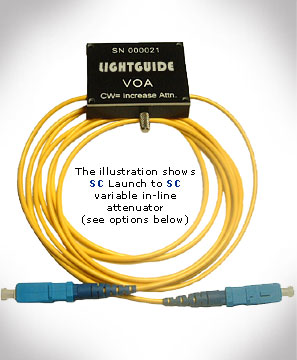 SN 000021
LIGHTGUIDE
VOA
CW= Increase Attn.
The illustration shows
SC Launch to SC
variable in-line
attenuator
(see options below)